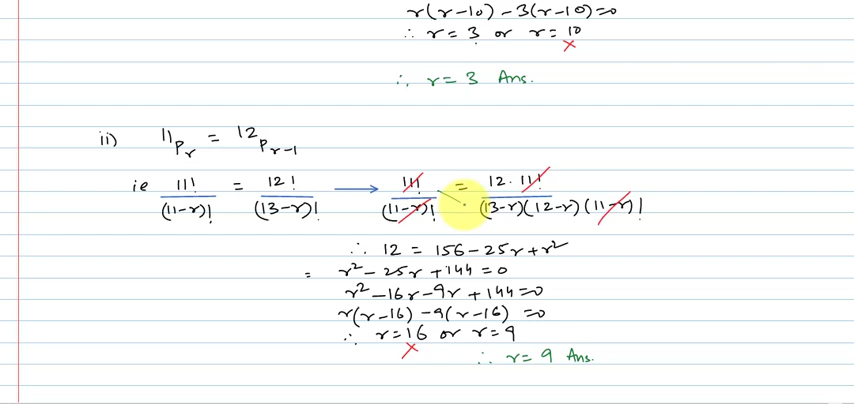 r(r-10) - 3(r-10) = 0
∴ r = 3 or r = 10
×
∴ r = 3 Ans.
ii) 11Pr = 12Pr-1
ie 11!/(11-r)! = 12!/(13-r)! → 11!/(11-r)! = 12. 11!/(13-r)(12-r)(11-r)!
∴ 12 = 156 - 25r + r²
= r² - 25r + 144 = 0
r² - 16r - 9r + 144 = 0
r(r-16) - 9(r-16) = 0
∴ r = 16 or r = 9
×
∴ r = 9 Ans.